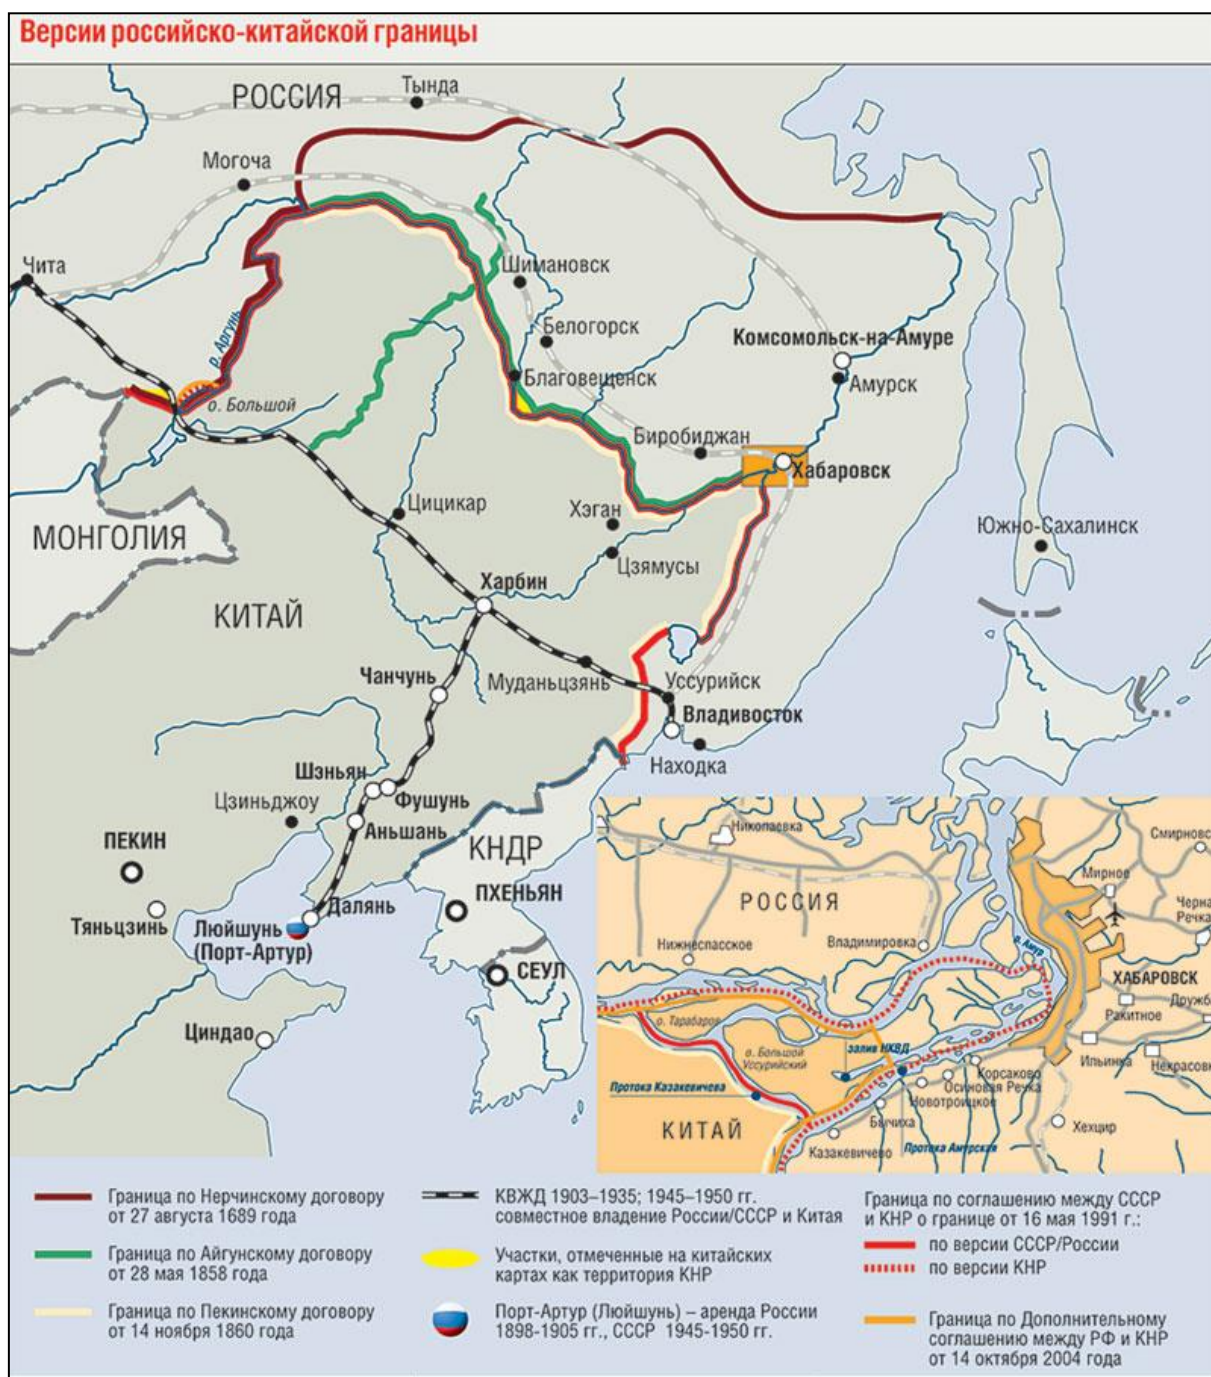 Версии российско-китайской границы
РОССИЯ
Тында
Могоча
Чита
Шимановск
р. Аргунь
Белогорск
Комсомольск-на-Амуре
Благовещенск
Амурск
о. Большой
Биробиджан
Хабаровск
Цицикар
Хэган
МОНГОЛИЯ
Южно-Сахалинск
Цзямусы
Харбин
КИТАЙ
Чанчунь
Муданьцзянь
Уссурийск
Владивосток
Находка
Шэньян
Цзиньджоу
Фушунь
Аньшань
ПЕКИН
КНДР
ПХЕНЬЯН
Тяньцзинь
Далянь
Люйшунь
(Порт-Артур)
СЕУЛ
Циндао
Николаевка
Смирновс
Мирное
РОССИЯ
Черна
Речка
Нижнеспасское
Владимировка
р. Амур
ХАБАРОВСК
Дружб
Ракитное
о. Тарабаров
о. Большой
Уссурийский
залив НКВД
Ильинка
Некрасовк
Корсаково
Осиновая Речка
Протока Казакевичева
Новотроицкое
КИТАЙ
Бычиха
Хехцир
Казакевичево
Протока Амурская
Граница по Нерчинскому договору
от 27 августа 1689 года
Граница по Айгунскому договору
от 28 мая 1858 года
Граница по Пекинскому договору
от 14 ноября 1860 года
КВЖД 1903–1935; 1945–1950 гг.
совместное владение России/СССР и Китая
Участки, отмеченные на китайских
картах как территория КНР
Порт-Артур (Люйшунь) – аренда России
1898-1905 гг., СССР 1945-1950 гг.
Граница по соглашению между СССР
и КНР о границе от 16 мая 1991 г.:
по версии СССР/России
по версии КНР
Граница по Дополнительному
соглашению между РФ и КНР
от 14 октября 2004 года